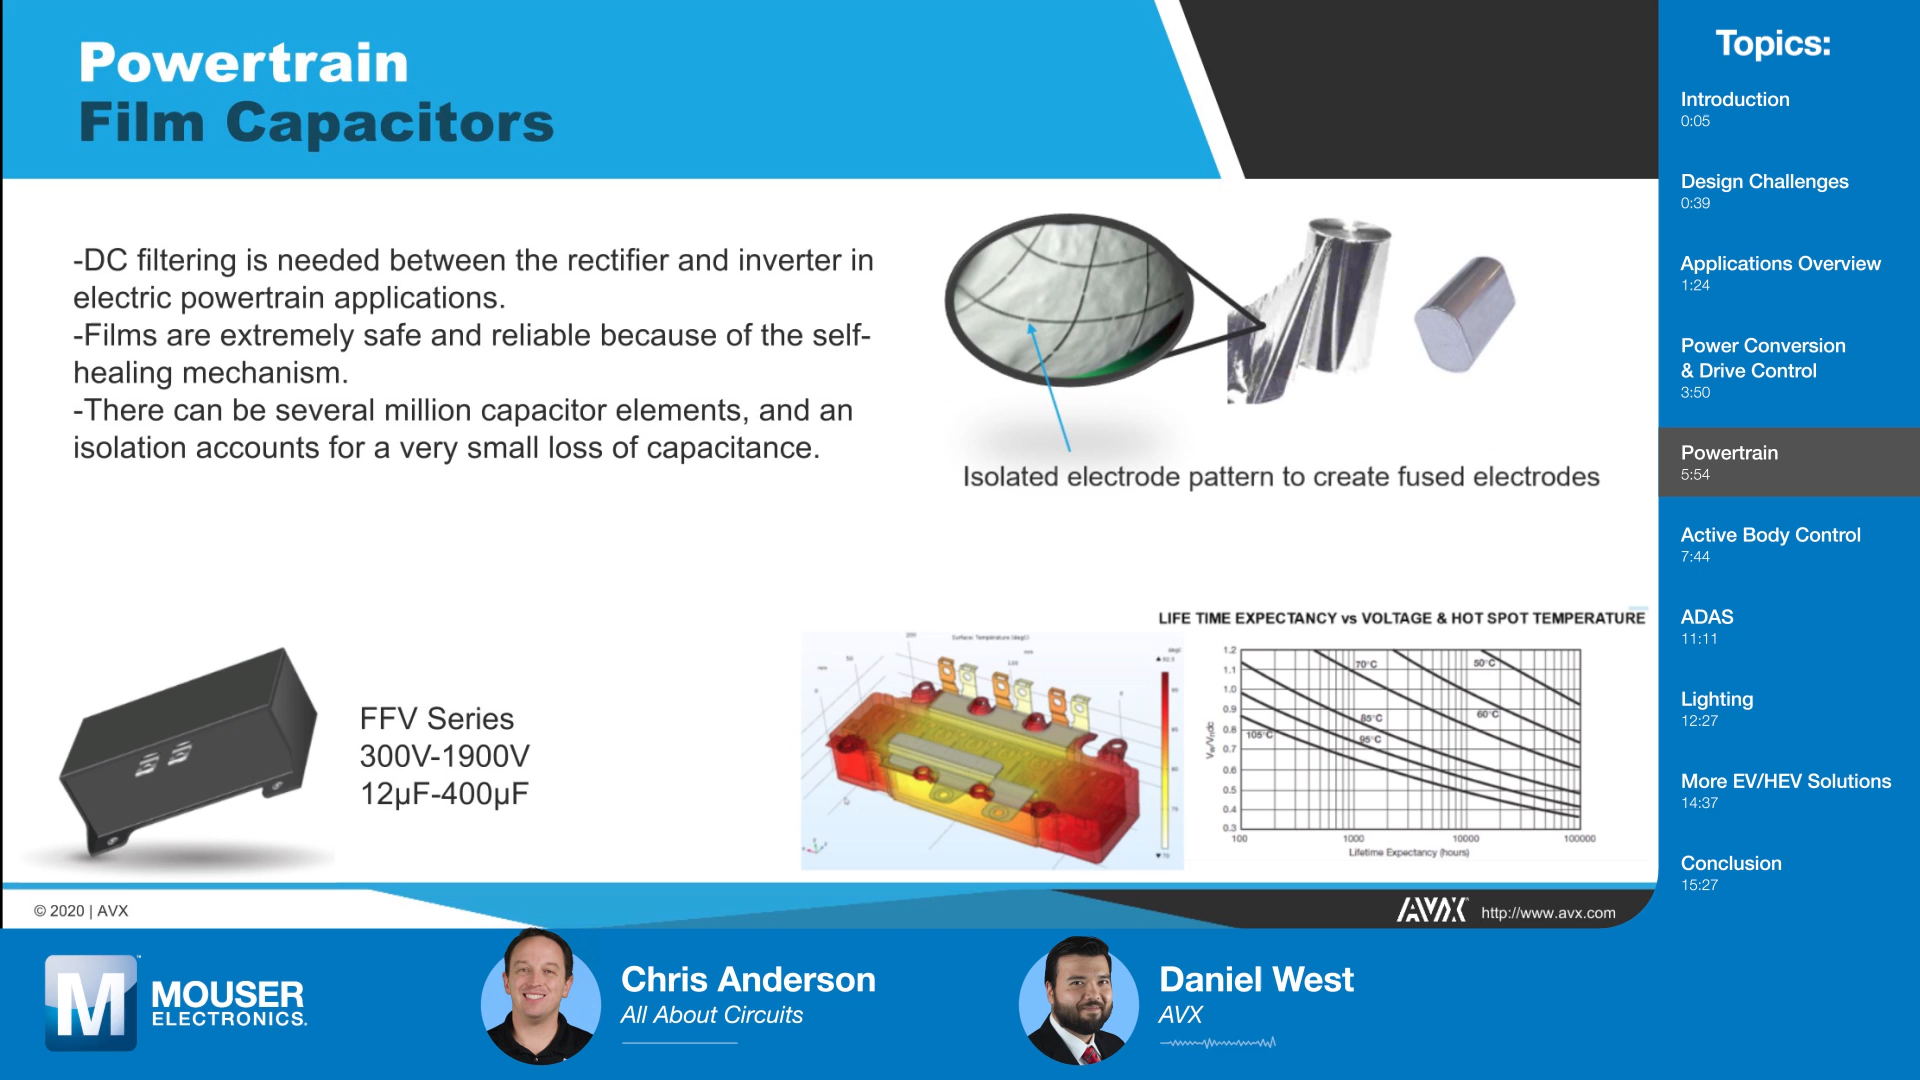 Powertrain
Film Capacitors
-DC filtering is needed between the rectifier and inverter in
electric powertrain applications.
-Films are extremely safe and reliable because of the self-
healing mechanism.
-There can be several million capacitor elements, and an
isolation accounts for a very small loss of capacitance.
Isolated electrode pattern to create fused electrodes
FFV Series
300V-1900V
12µF-400µF
Surface: Temperature (degC)
LIFE TIME EXPECTANCY vs VOLTAGE & HOT SPOT TEMPERATURE
1.2
1.1
1.0
0.9
0.8
0.7
0.6
0.5
0.4
0.3
70°C
50°C
85°C
60°C
105°C
95°C
100
1000
10000
100000
Lifetime Expectancy (hours)
© 2020 | AVX
AVX
http://www.avx.com
Topics:
Introduction
0:05
Design Challenges
0:39
Applications Overview
1:24
Power Conversion
& Drive Control
3:50
Powertrain
5:54
Active Body Control
7:44
ADAS
11:11
Lighting
12:27
More EV/HEV Solutions
14:37
Conclusion
15:27
M
MOUSER
ELECTRONICS.
Chris Anderson
All About Circuits
Daniel West
AVX